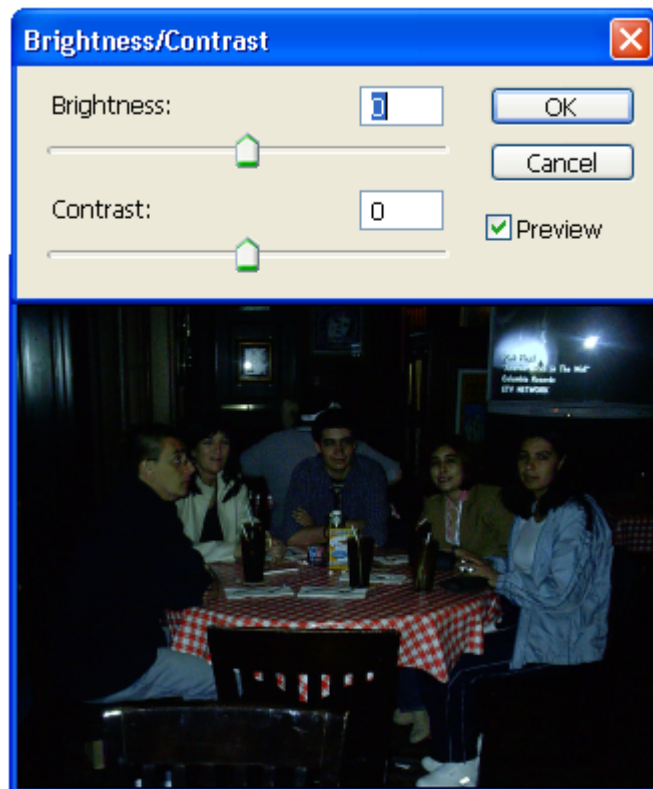 Brightness/Contrast
Brightness:
0
OK
Cancel
Contrast:
0
Preview
Columbia Records